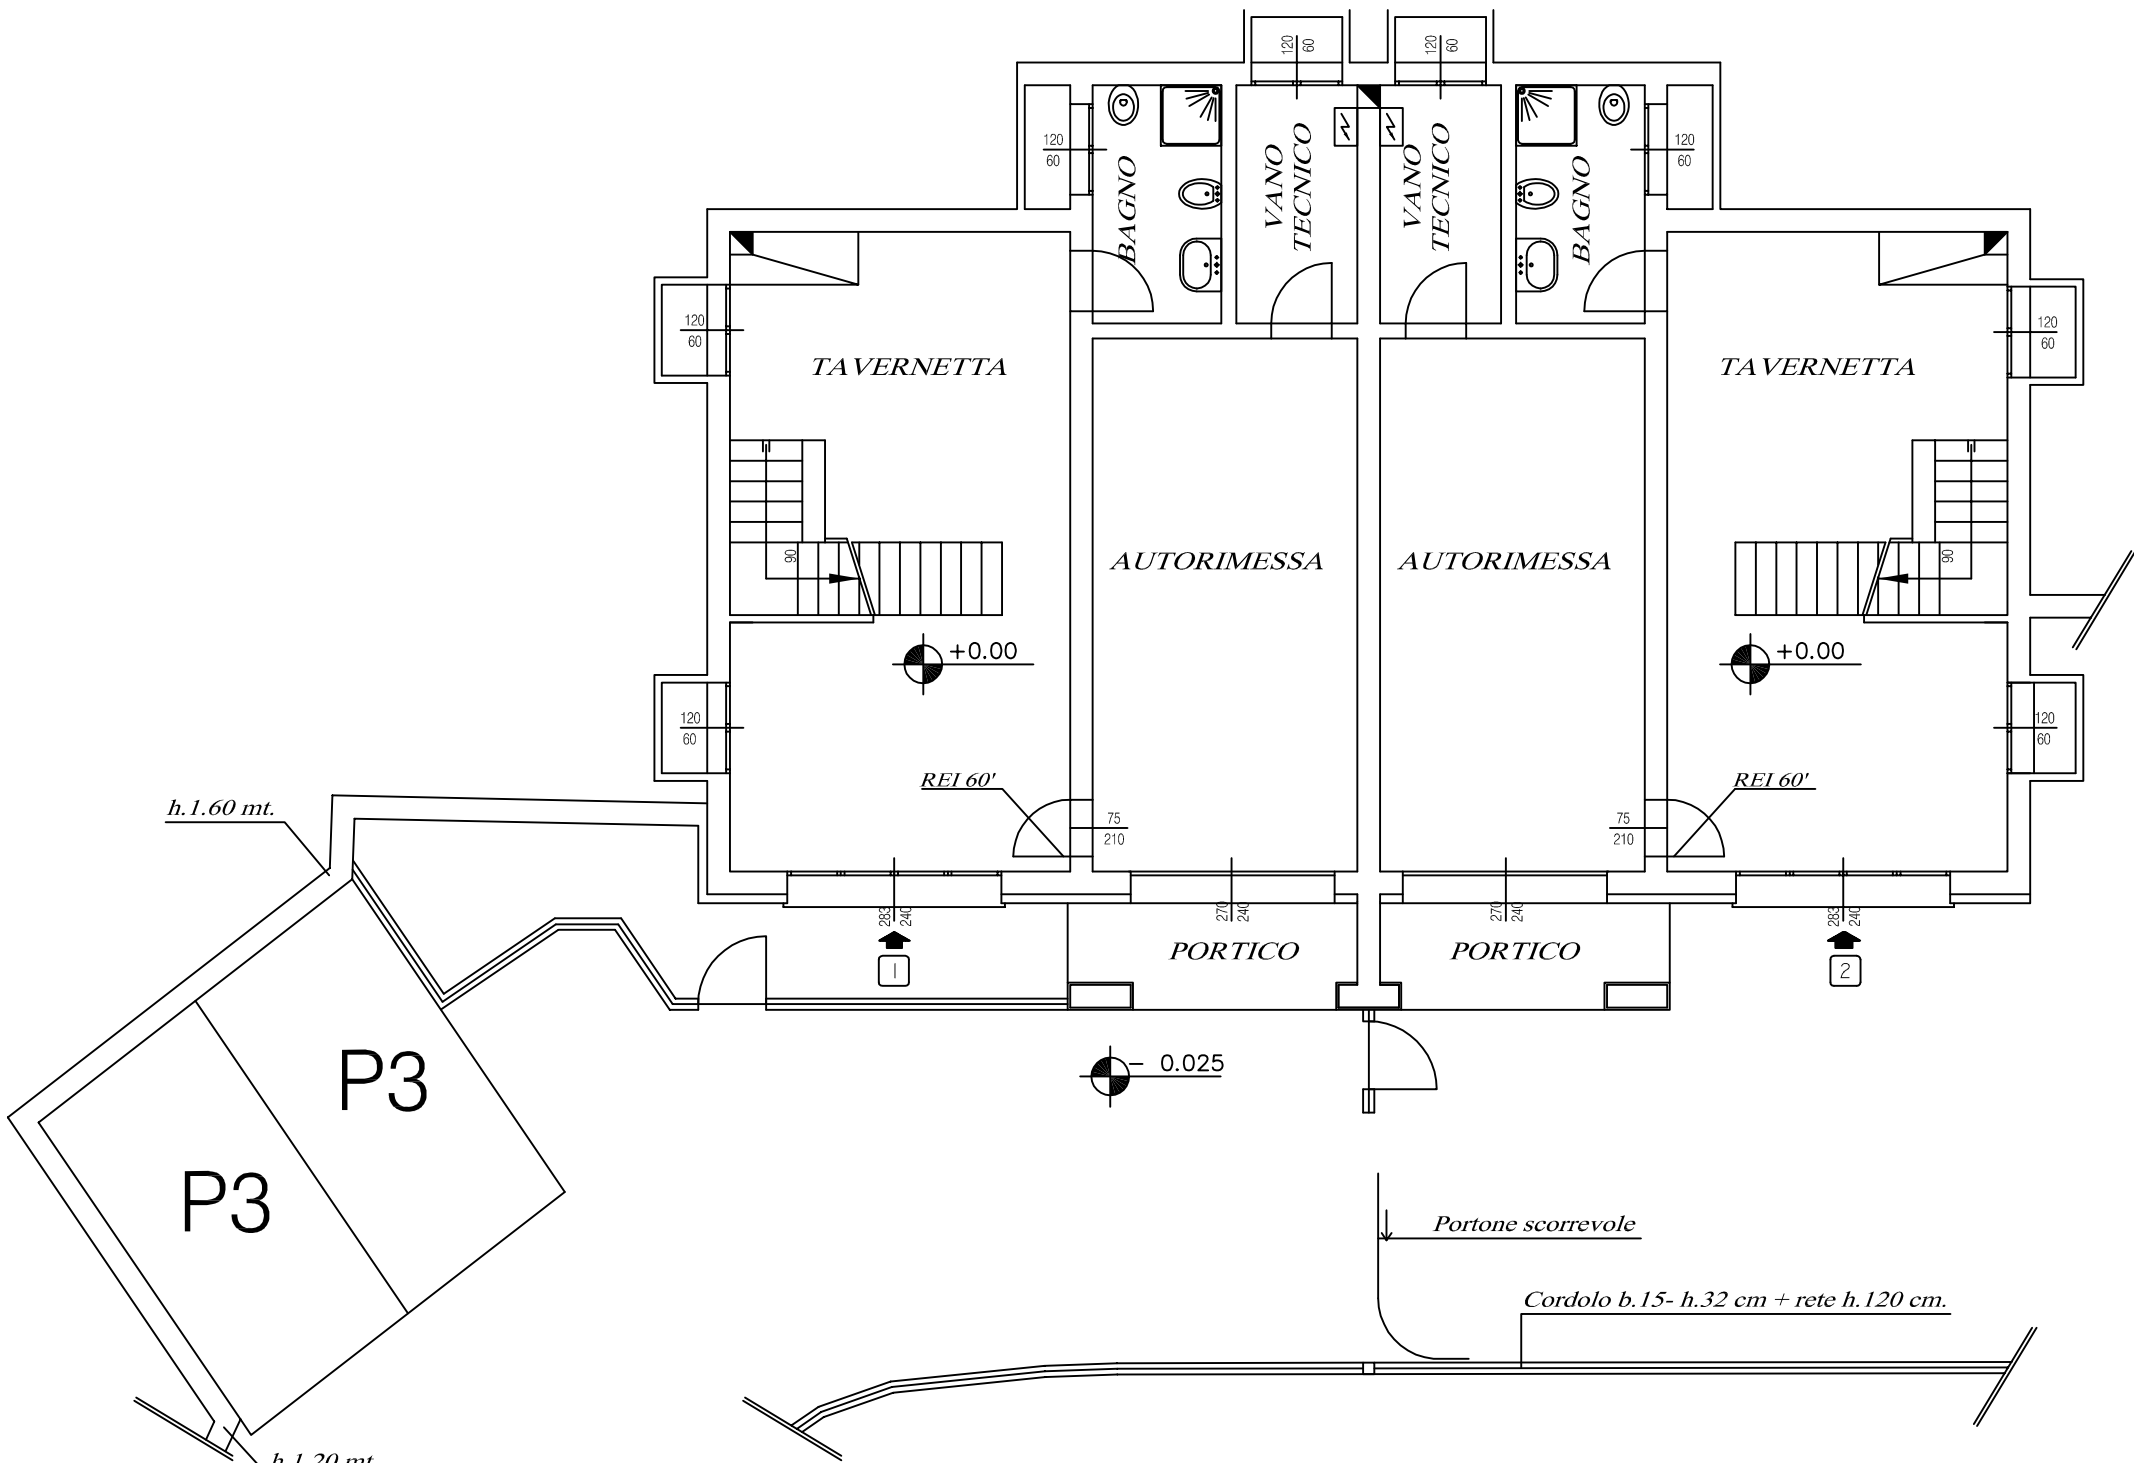 120
60
120
60
120
60
120
60
BAGNO
VANO
TECNICO
VANO
TECNICO
BAGNO
120
60
120
60
TAVERNETTA
TAVERNETTA
90
AUTORIMESSA
AUTORIMESSA
90
+0.00
+0.00
120
60
120
60
REI 60'
REI 60'
h.1.60 mt.
75
210
75
210
283
240
270
240
270
240
283
240
1
PORTICO
PORTICO
2
- 0.025
P3
P3
Portone scorrevole
Cordolo b.15- h.32 cm + rete h.120 cm.
h.1.20 mt.